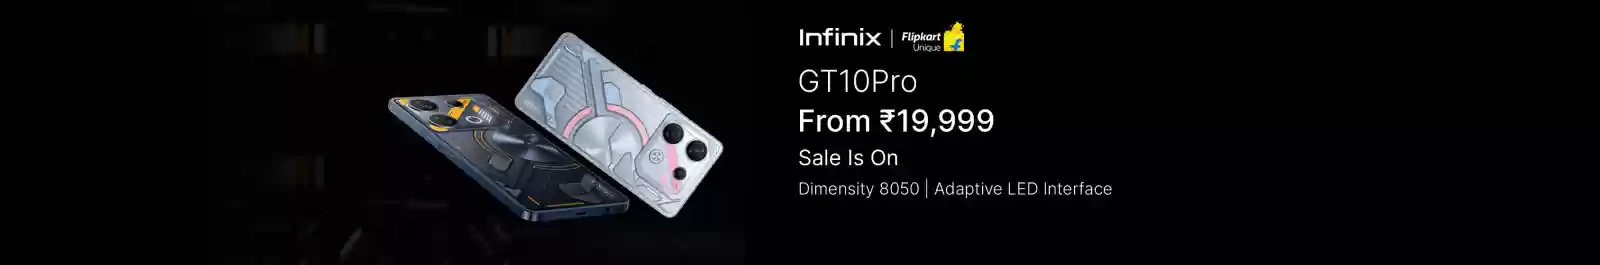 Infinix | Flipkart Unique
GT10Pro
From ₹19,999
Sale Is On
Dimensity 8050 | Adaptive LED Interface